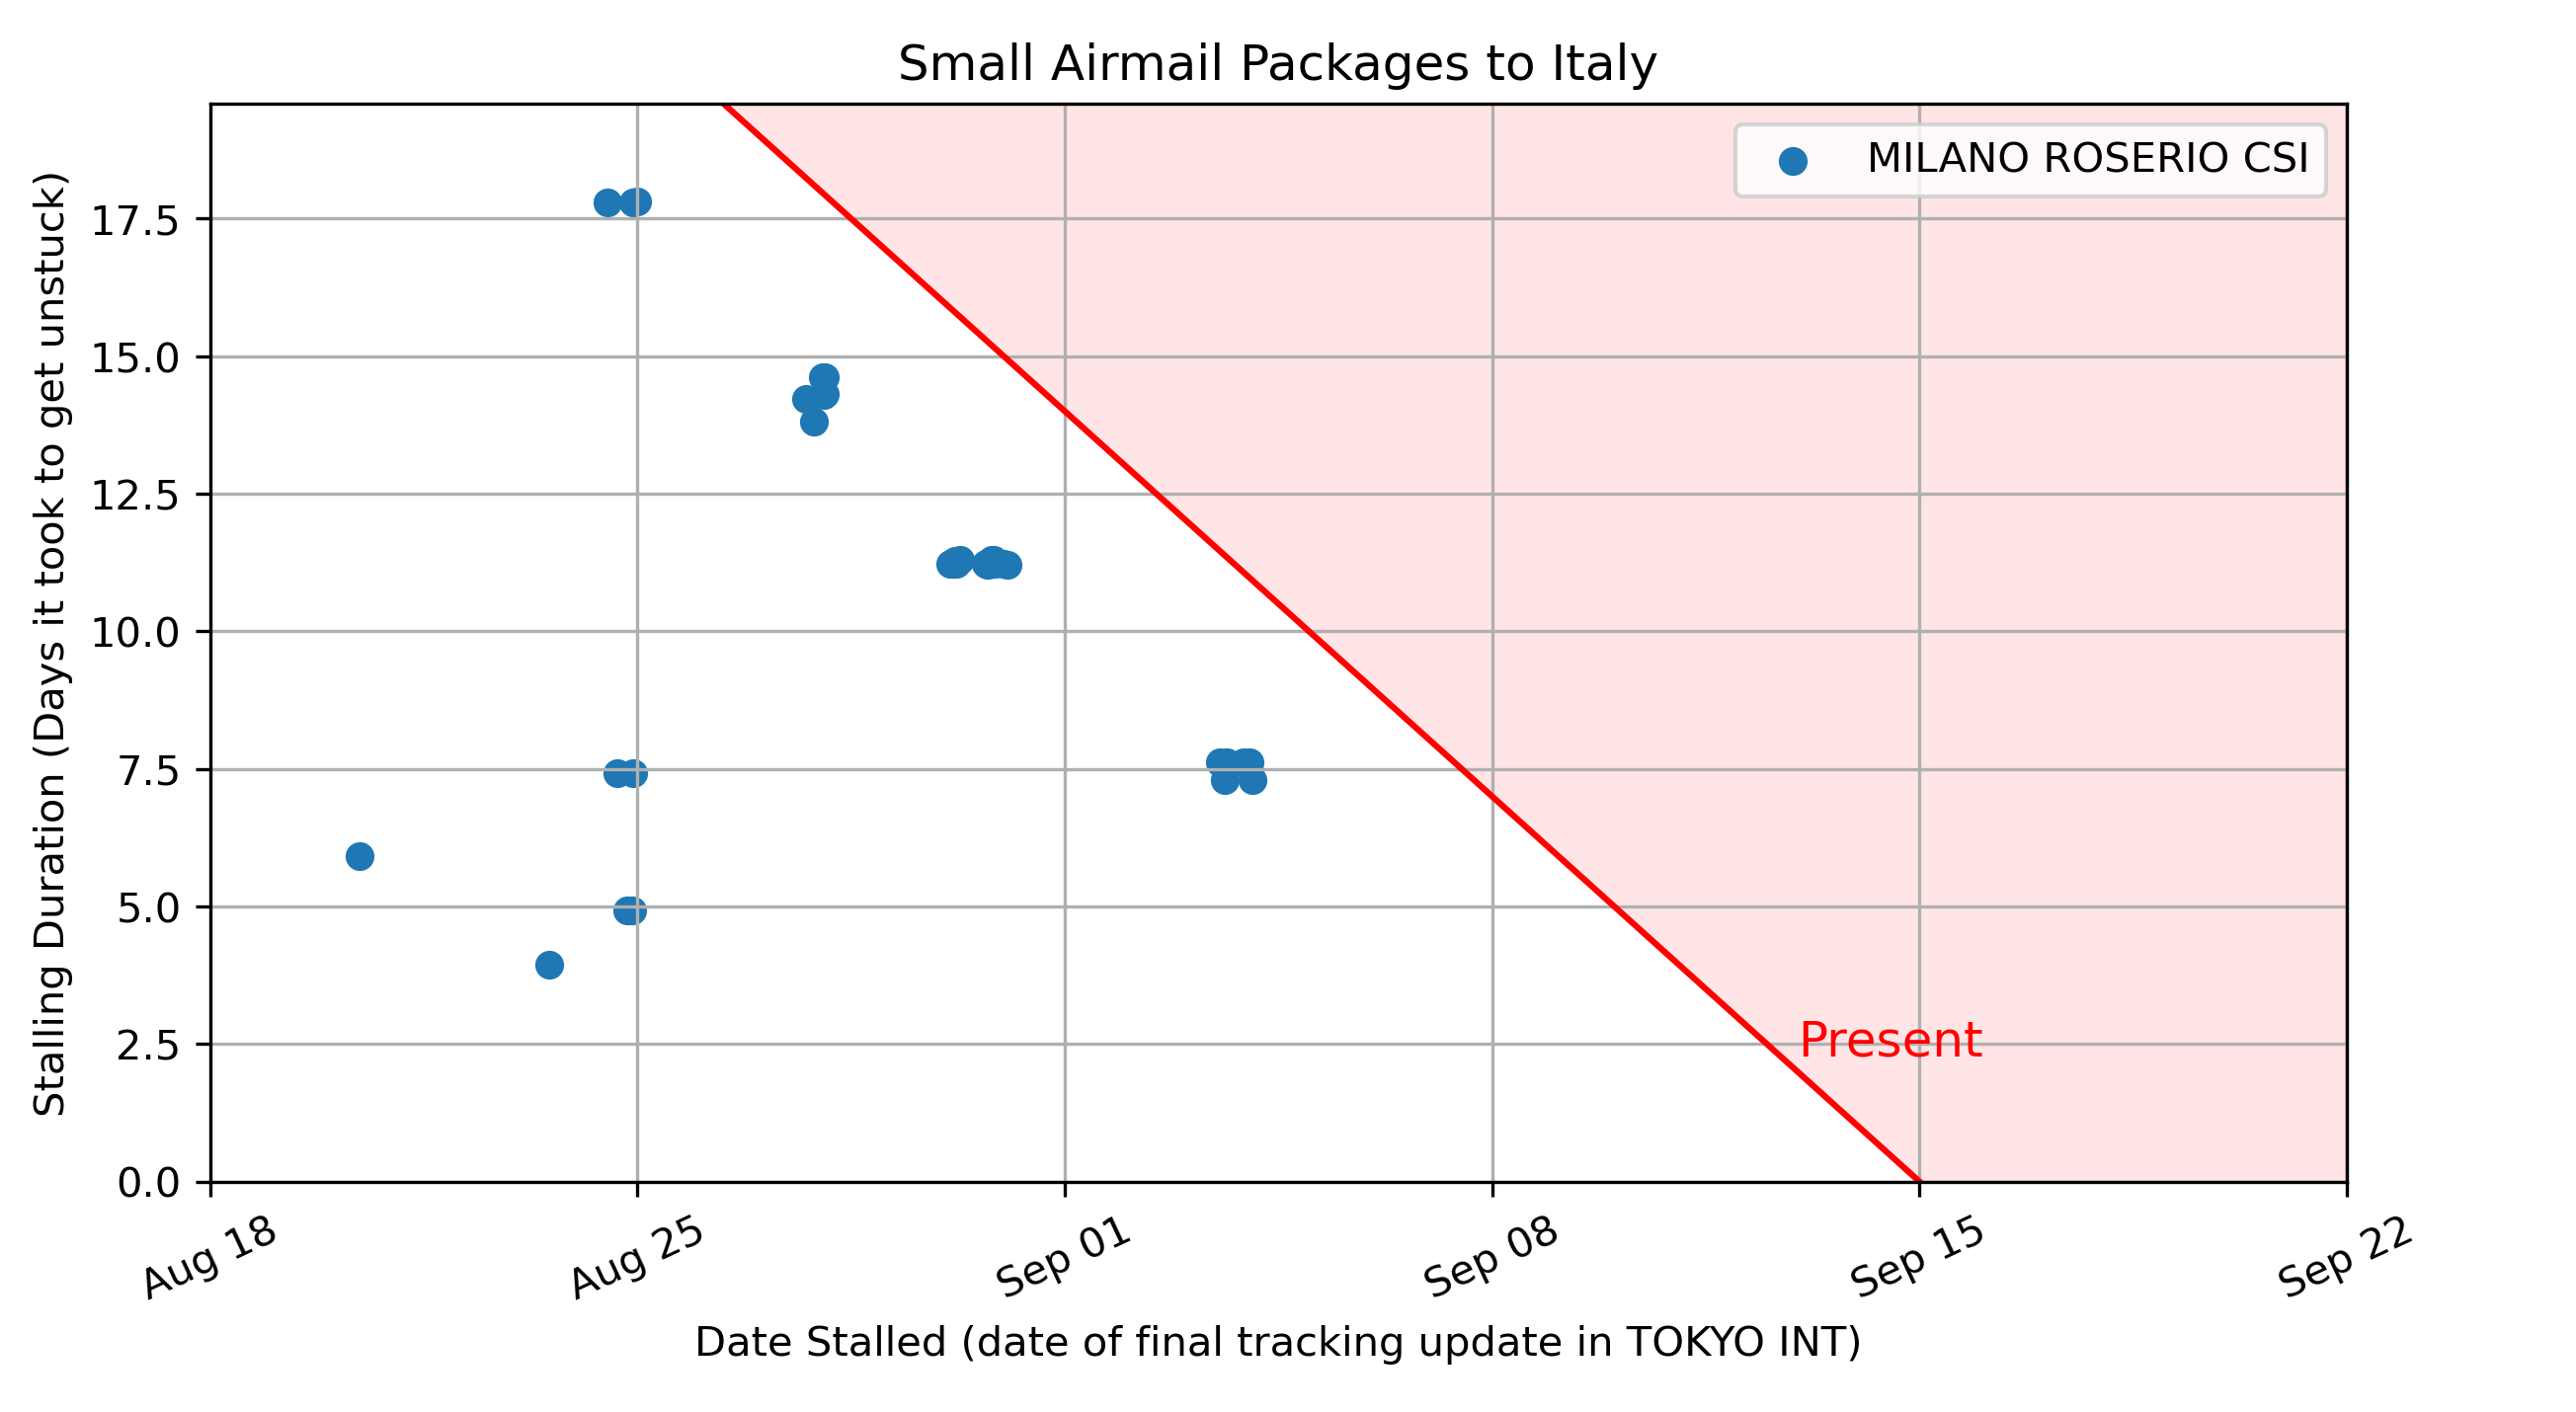 Small Airmail Packages to Italy
MILANO ROSERIO CSI
Stalling Duration (Days it took to get unstuck)
17.5
15.0
12.5
10.0
7.5
5.0
2.5
0.0
Present
Aug 18
Aug 25
Sep 01
Sep 08
Sep 15
Sep 22
Date Stalled (date of final tracking update in TOKYO INT)